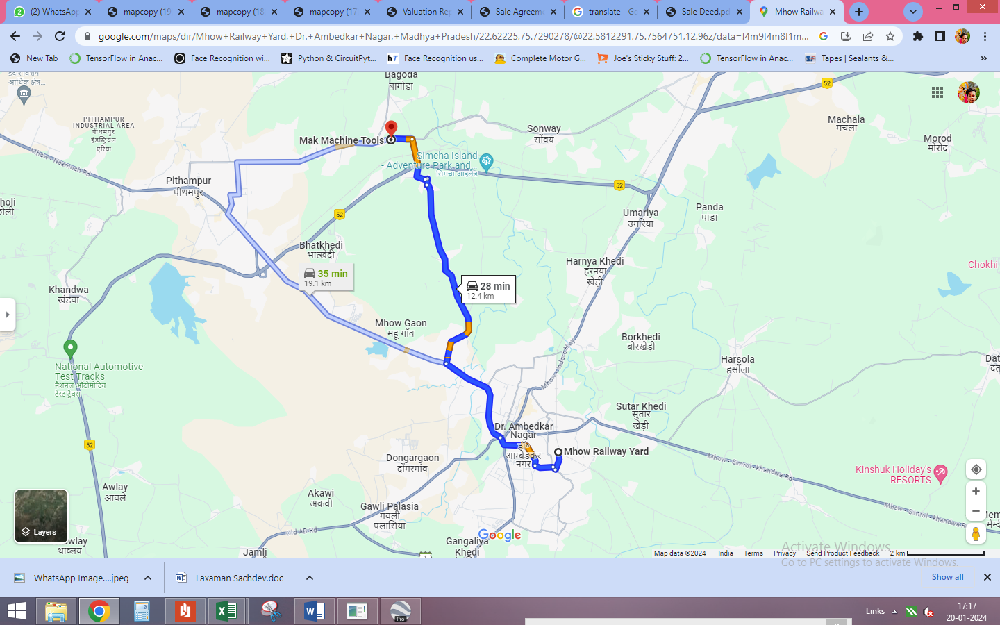 (2) WhatsApp
mapcopy (19
mapcopy (18
mapcopy (17
Valuation Rep
Sale Agreem
translate - Go
Sale Deed.pd
Mhow Railwa
google.com/maps/dir/Mhow+Railway+Yard,+Dr.+Ambedkar+Nagar,+Madhya+Pradesh/22.62225,75.7290278/@22.5812291,75.7564751,12.96z/data=!4m9!4m8!1m...
New Tab
TensorFlow in Anac...
Face Recognition wi...
Python & CircuitPyt...
hT
Face Recognition us...
Complete Motor G...
Joe's Sticky Stuff: 2...
TensorFlow in Anac...
Tapes | Sealants &...
»
इंदौर विशेष
आर्थिक क्षेत्र...
Bagoda
बागोडा
52
PITHAMPUR
INDUSTRIAL AREA
पीथमपुर
इंडस्ट्रियल
एरिया
Machala
मचला
Sonway
सोंवय
Morod
मोरोद
Mak Machine Tools
Simcha Island
- Adventure Park and...
सिमचा आइलैंड
Mhow-Neemuch Rd
Pithampur
पीथमपुर
52
52
Panda
पांडा
Umariya
उमरिया
Bhatkhedi
भात्खेदी
35 min
19.1 km
Harnya Khedi
हरनया
खेड़ी
Chokhi
28 min
12.4 km
Khandwa
खंडवा
Mhow Gaon
महू गाँव
Borkhedi
बोरखेड़ी
Harsola
हर्सोला
Dat
दत
National Automotive
Test Tracks
नैशनल ऑटोमोटिव
टेस्ट ट्रैक्स
Mhow - Indore Hwy
Sutar Khedi
सुतार
खेड़ी
52
Dr. Ambedkar
Nagar
डॉ॰
आम्बेडकर
नगर
Mhow Railway Yard
Dongargaon
दोंगरगाँव
Mhow - Simrol - khandwa Rd
Kinshuk Holiday's
RESORTS
Awlay
आवले
Akawi
अकवी
Gawli Palasia
गवली
पलासिया
Mhow - Simrol - khandwa Rd
Old AB Rd
Layers
थाव्लय
Jamli
Gangaliya
Khedi
Google
Activate Windows
Go to PC settings to activate Windows.
Map data ©2024
India
Terms
Privacy
Send Product Feedback
2 km
WhatsApp Image....jpeg
Laxaman Sachdev.doc
Show all
Pro
Links
17:17
20-01-2024